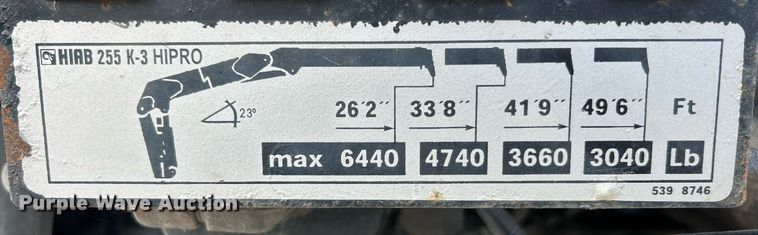 HIAB 255 K-3 HIPRO
23°
26'2'' 33'8'' 41'9'' 49'6'' Ft
max 6440 4740 3660 3040 Lb
539 8746
Purple Wave Auction